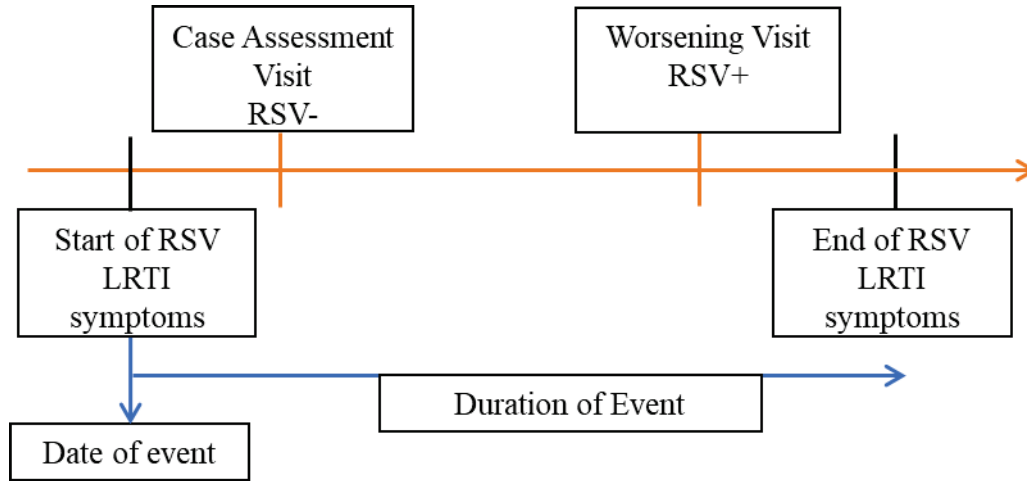 Case Assessment
Visit
RSV-
Worsening Visit
RSV+
Start of RSV
LRTI
symptoms
End of RSV
LRTI
symptoms
Duration of Event
Date of event